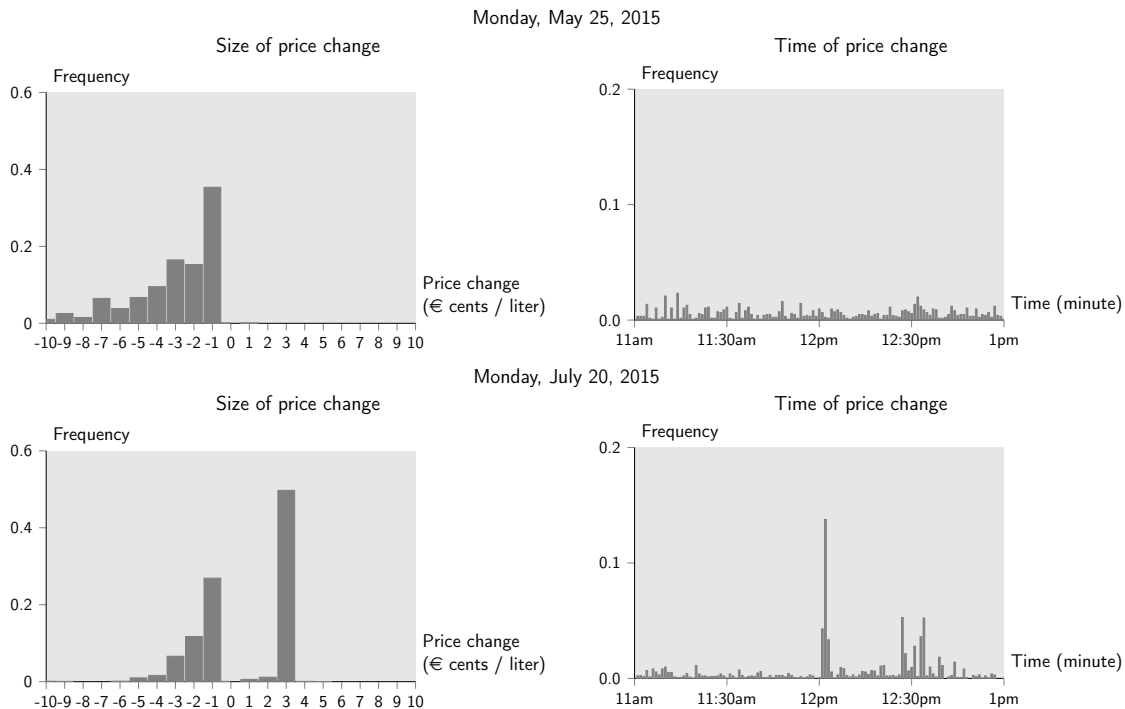 Monday, May 25, 2015
Size of price change
Frequency
0.6
0.4
0.2
0
-10 -9 -8 -7 -6 -5 -4 -3 -2 -1 0 1 2 3 4 5 6 7 8 9 10
Price change
(€ cents / liter)
Time of price change
Frequency
0.2
0.1
0.0
11am 11:30am 12pm 12:30pm 1pm
Time (minute)
Monday, July 20, 2015
Size of price change
Frequency
0.6
0.4
0.2
0
-10 -9 -8 -7 -6 -5 -4 -3 -2 -1 0 1 2 3 4 5 6 7 8 9 10
Price change
(€ cents / liter)
Time of price change
Frequency
0.2
0.1
0.0
11am 11:30am 12pm 12:30pm 1pm
Time (minute)